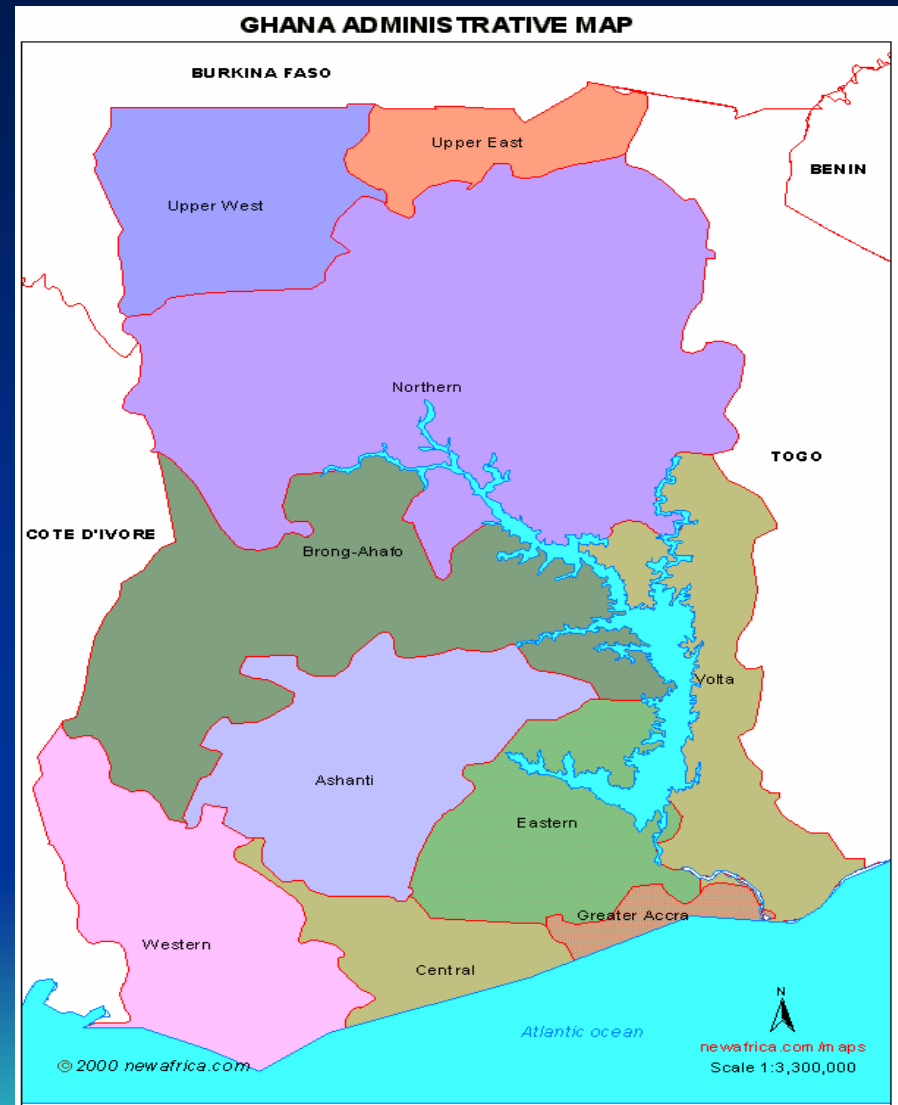 GHANA ADMINISTRATIVE MAP
BURKINA FASO
Upper East
BENIN
Upper West
Northern
TOGO
COTE D'IVORE
Brong-Ahafo
Volta
Ashanti
Eastern
Greater Accra
Western
Central
N
Atlantic ocean
newafrica.com/maps
© 2000 newafrica.com
Scale 1:3,300,000